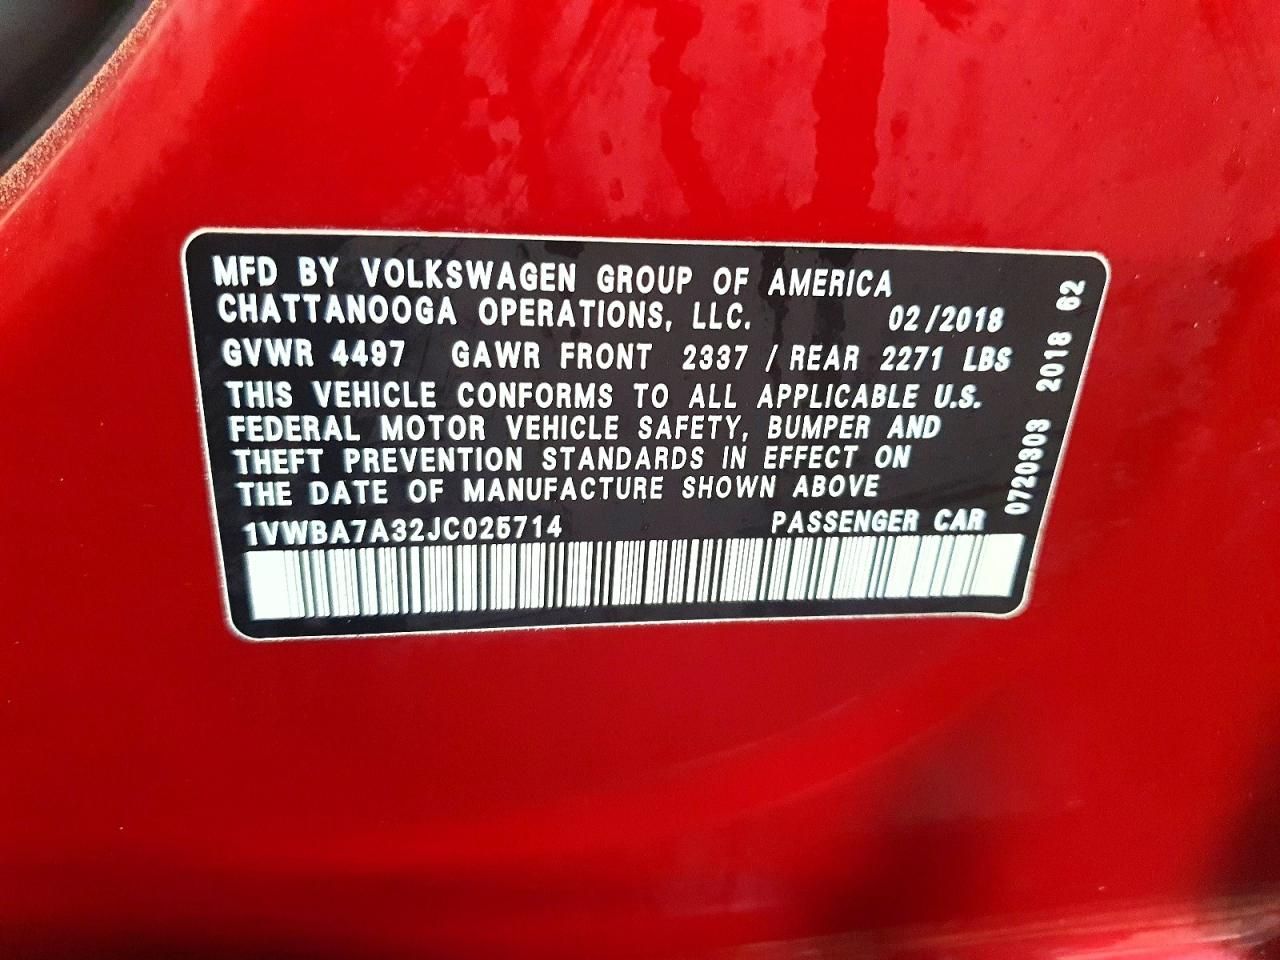 MFD BY VOLKSWAGEN GROUP OF AMERICA
CHATTANOOGA OPERATIONS, LLC. 02/2018
GVWR 4497 GAWR FRONT 2337 / REAR 2271 LBS
THIS VEHICLE CONFORMS TO ALL APPLICABLE U.S.
FEDERAL MOTOR VEHICLE SAFETY, BUMPER AND
THEFT PREVENTION STANDARDS IN EFFECT ON
THE DATE OF MANUFACTURE SHOWN ABOVE
1VWBA7A32JC025714 PASSENGER CAR
0720303 2018 62